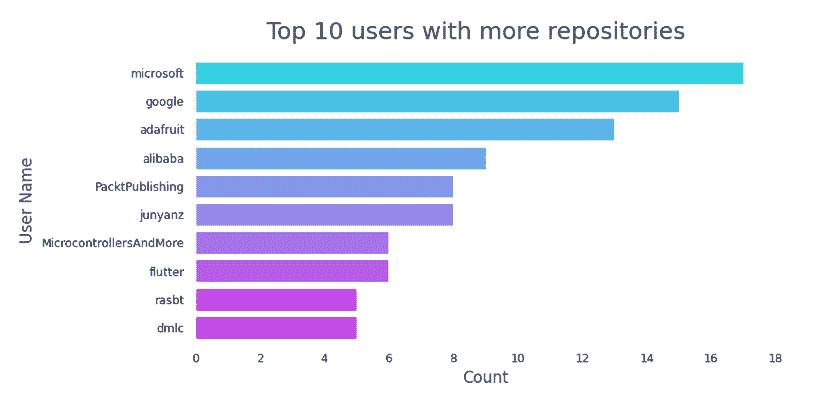 Top 10 users with more repositories
User Name
microsoft
google
adafruit
alibaba
PacktPublishing
junyanz
MicrocontrollersAndMore
flutter
rasbt
dmlc
0 2 4 6 8 10 12 14 16 18
Count